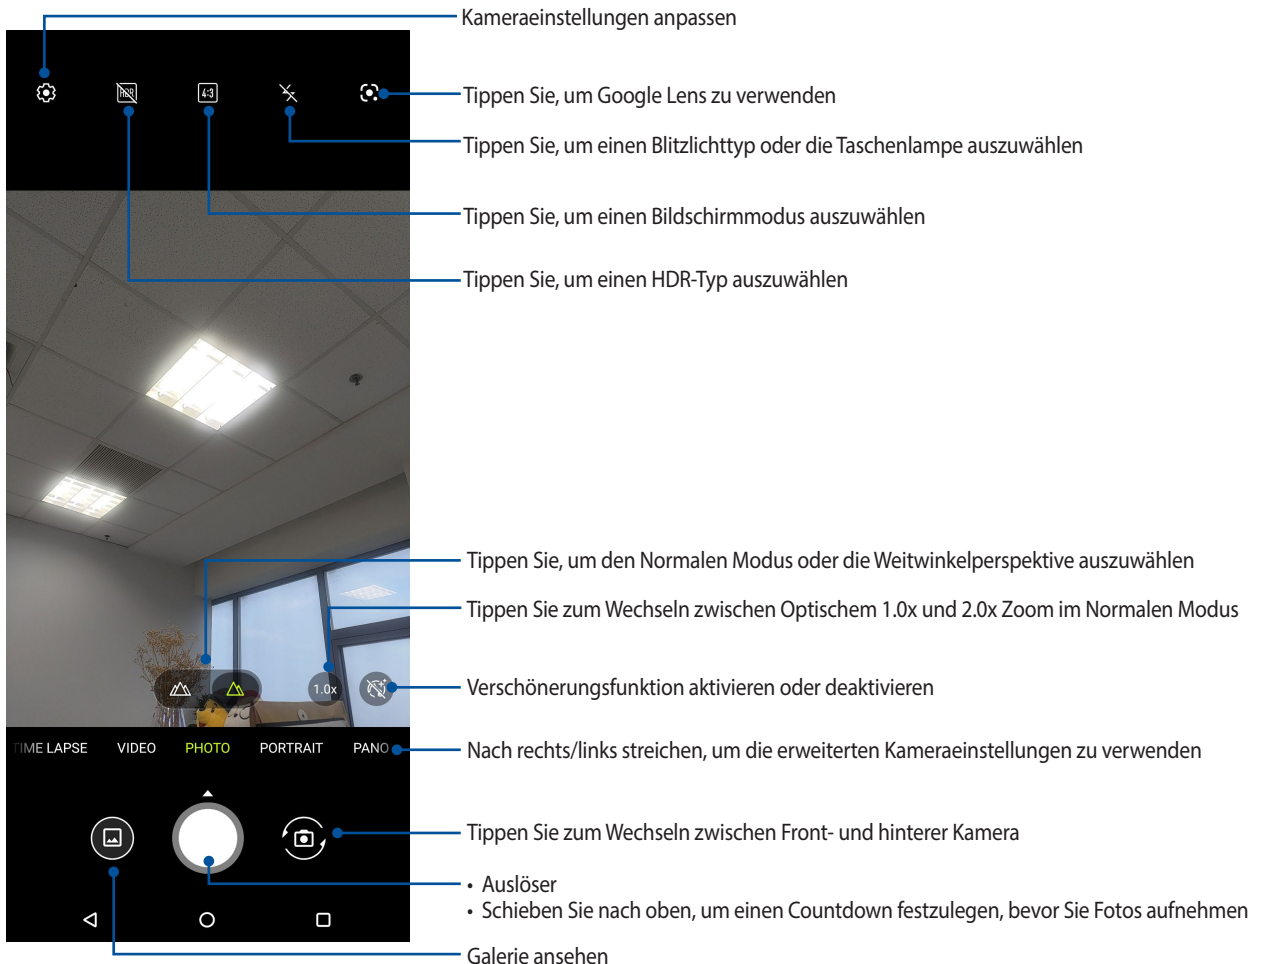 Kameraeinstellungen anpassen
HDR
4:3
Tippen Sie, um Google Lens zu verwenden
Tippen Sie, um einen Blitzlichttyp oder die Taschenlampe auszuwählen
Tippen Sie, um einen Bildschirmmodus auszuwählen
Tippen Sie, um einen HDR-Typ auszuwählen
Tippen Sie, um den Normalen Modus oder die Weitwinkelperspektive auszuwählen
Tippen Sie zum Wechseln zwischen Optischem 1.0x und 2.0x Zoom im Normalen Modus
1.0x
Verschönerungsfunktion aktivieren oder deaktivieren
TIME LAPSE VIDEO PHOTO PORTRAIT PANO
Nach rechts/links streichen, um die erweiterten Kameraeinstellungen zu verwenden
Tippen Sie zum Wechseln zwischen Front- und hinterer Kamera
• Auslöser
• Schieben Sie nach oben, um einen Countdown festzulegen, bevor Sie Fotos aufnehmen
Galerie ansehen